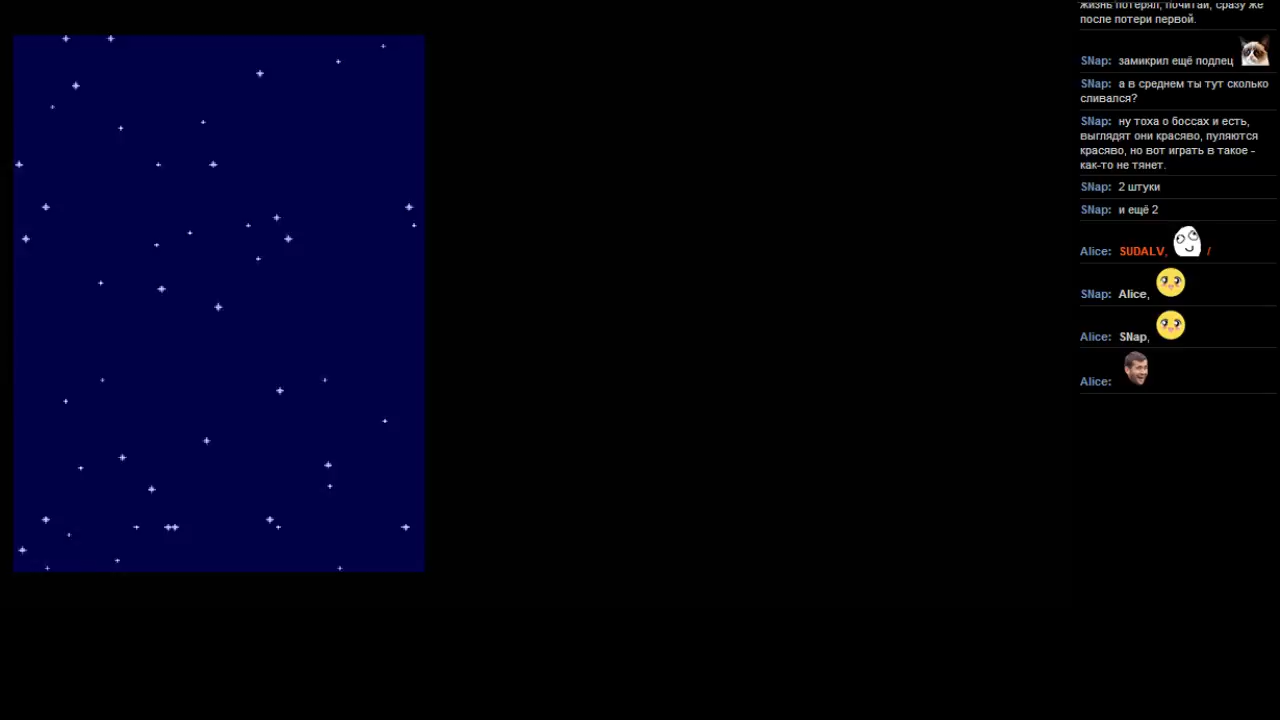 жизнь потерял, почитай, сразу же
после потери первой.
SNap: замикрил ещё подлец
SNap: а в среднем ты тут сколько
сливался?
SNap: ну тоха о боссах и есть,
выглядят они красяво, пуляются
красяво, но вот играть в такое -
как-то не тянет.
SNap: 2 штуки
SNap: и ещё 2
Alice: SUDALV, /
SNap: Alice,
Alice: SNap,
Alice: